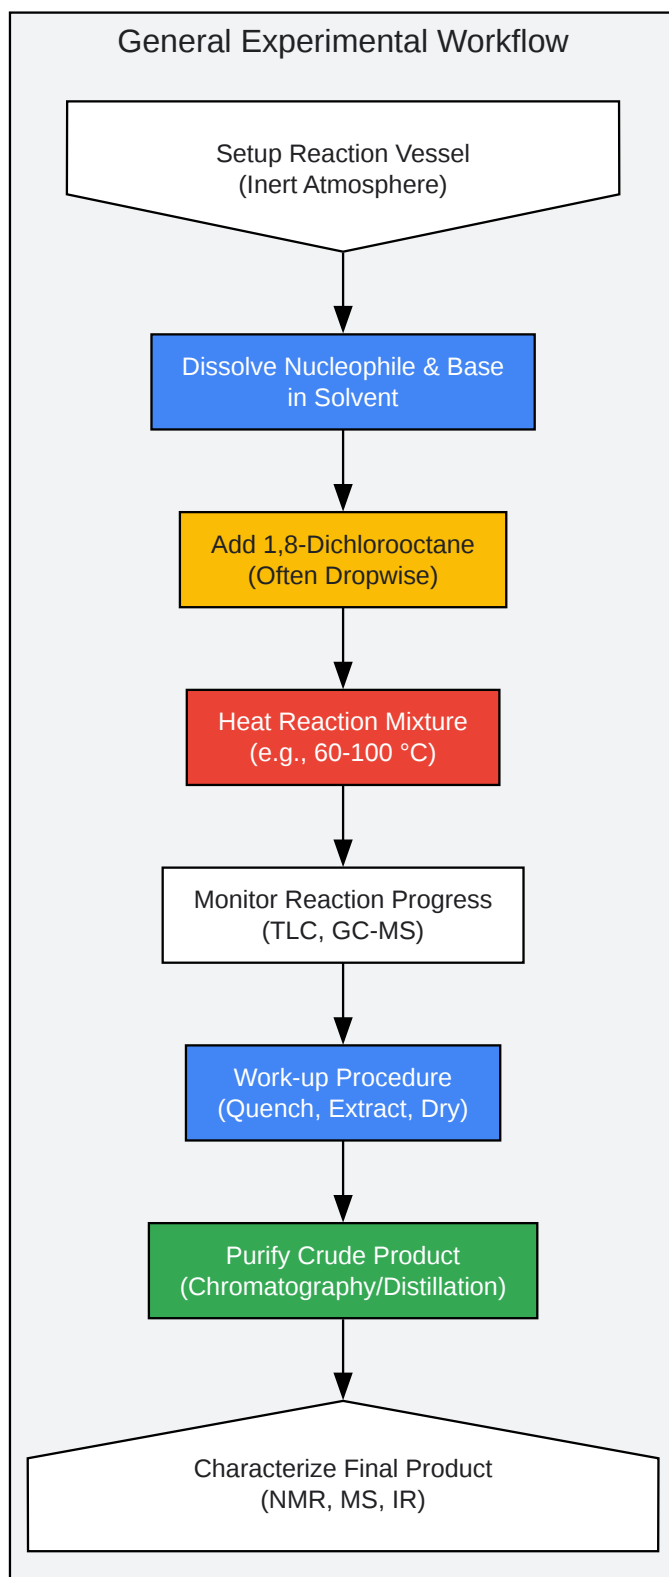 General Experimental Workflow
Setup Reaction Vessel
(Inert Atmosphere)
Dissolve Nucleophile & Base
in Solvent
Add 1,8-Dichlorooctane
(Often Dropwise)
Heat Reaction Mixture
(e.g., 60-100 °C)
Monitor Reaction Progress
(TLC, GC-MS)
Work-up Procedure
(Quench, Extract, Dry)
Purify Crude Product
(Chromatography/Distillation)
Characterize Final Product
(NMR, MS, IR)